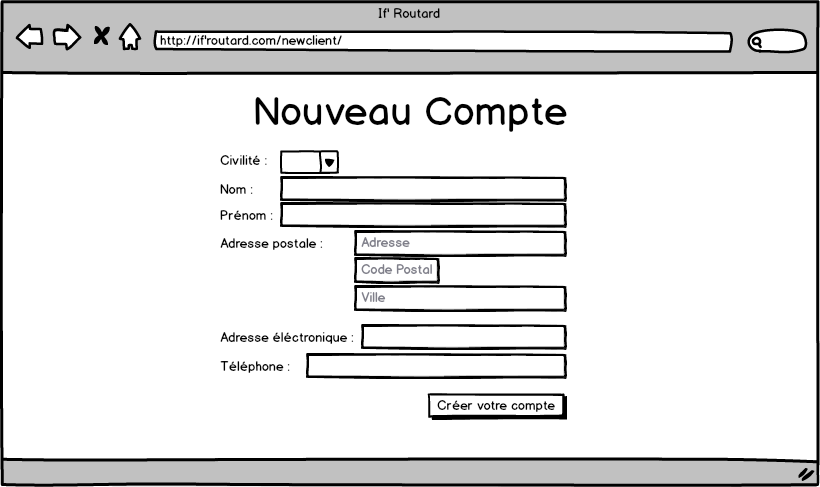 If' Routard
http://if'routard.com/newclient/
Nouveau Compte
Civilité :
Nom :
Prénom :
Adresse postale : Adresse
Code Postal
Ville
Adresse éléctronique :
Téléphone :
Créer votre compte